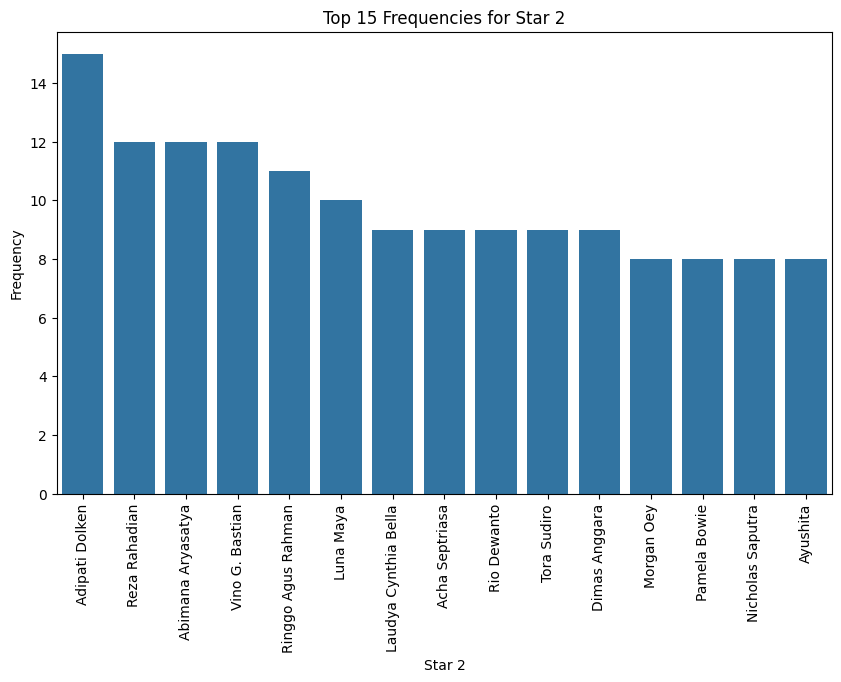 Top 15 Frequencies for Star 2
Frequency
14
12
10
8
6
4
2
0
Adipati Dolken
Reza Rahadian
Abimana Aryasatya
Vino G. Bastian
Ringgo Agus Rahman
Luna Maya
Laudya Cynthia Bella
Acha Septriasa
Rio Dewanto
Tora Sudiro
Dimas Anggara
Morgan Oey
Pamela Bowie
Nicholas Saputra
Ayushita
Star 2